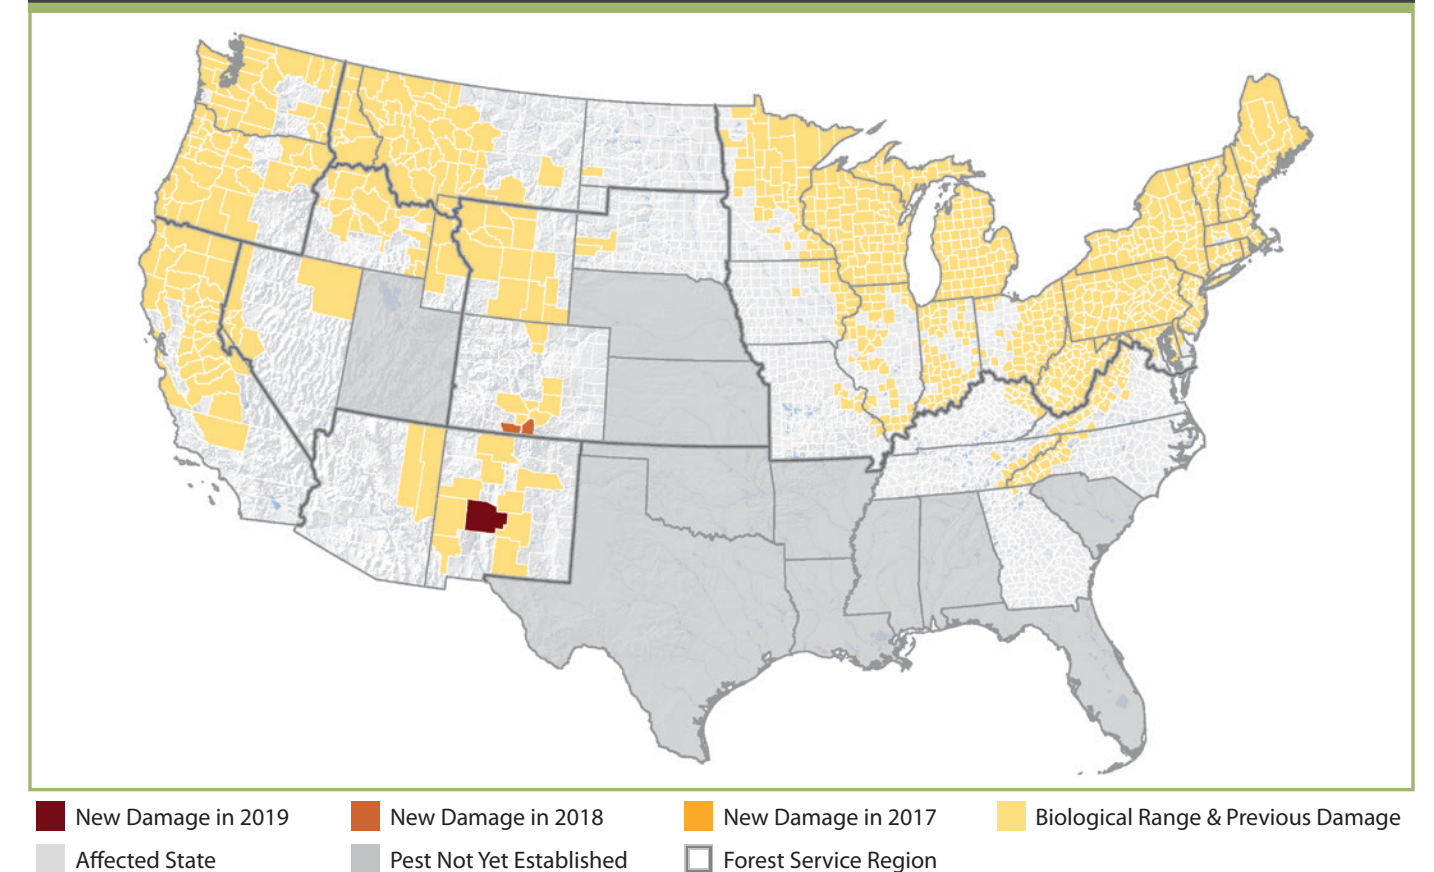 New Damage in 2019
New Damage in 2018
New Damage in 2017
Biological Range & Previous Damage
Affected State
Pest Not Yet Established
Forest Service Region